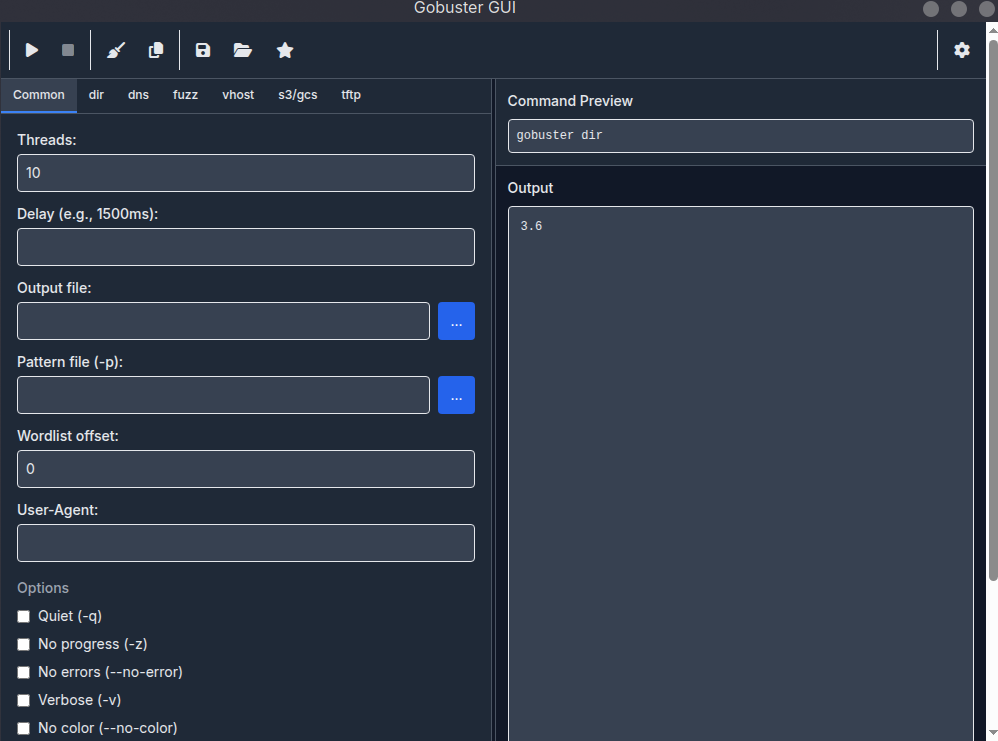 Gobuster GUI
Common dir dns fuzz vhost s3/gcs tftp
Threads:
10
Delay (e.g., 1500ms):
Output file:
...
Pattern file (-p):
...
Wordlist offset:
0
User-Agent:
Options
Quiet (-q)
No progress (-z)
No errors (--no-error)
Verbose (-v)
No color (--no-color)
Command Preview
gobuster dir
Output
3.6